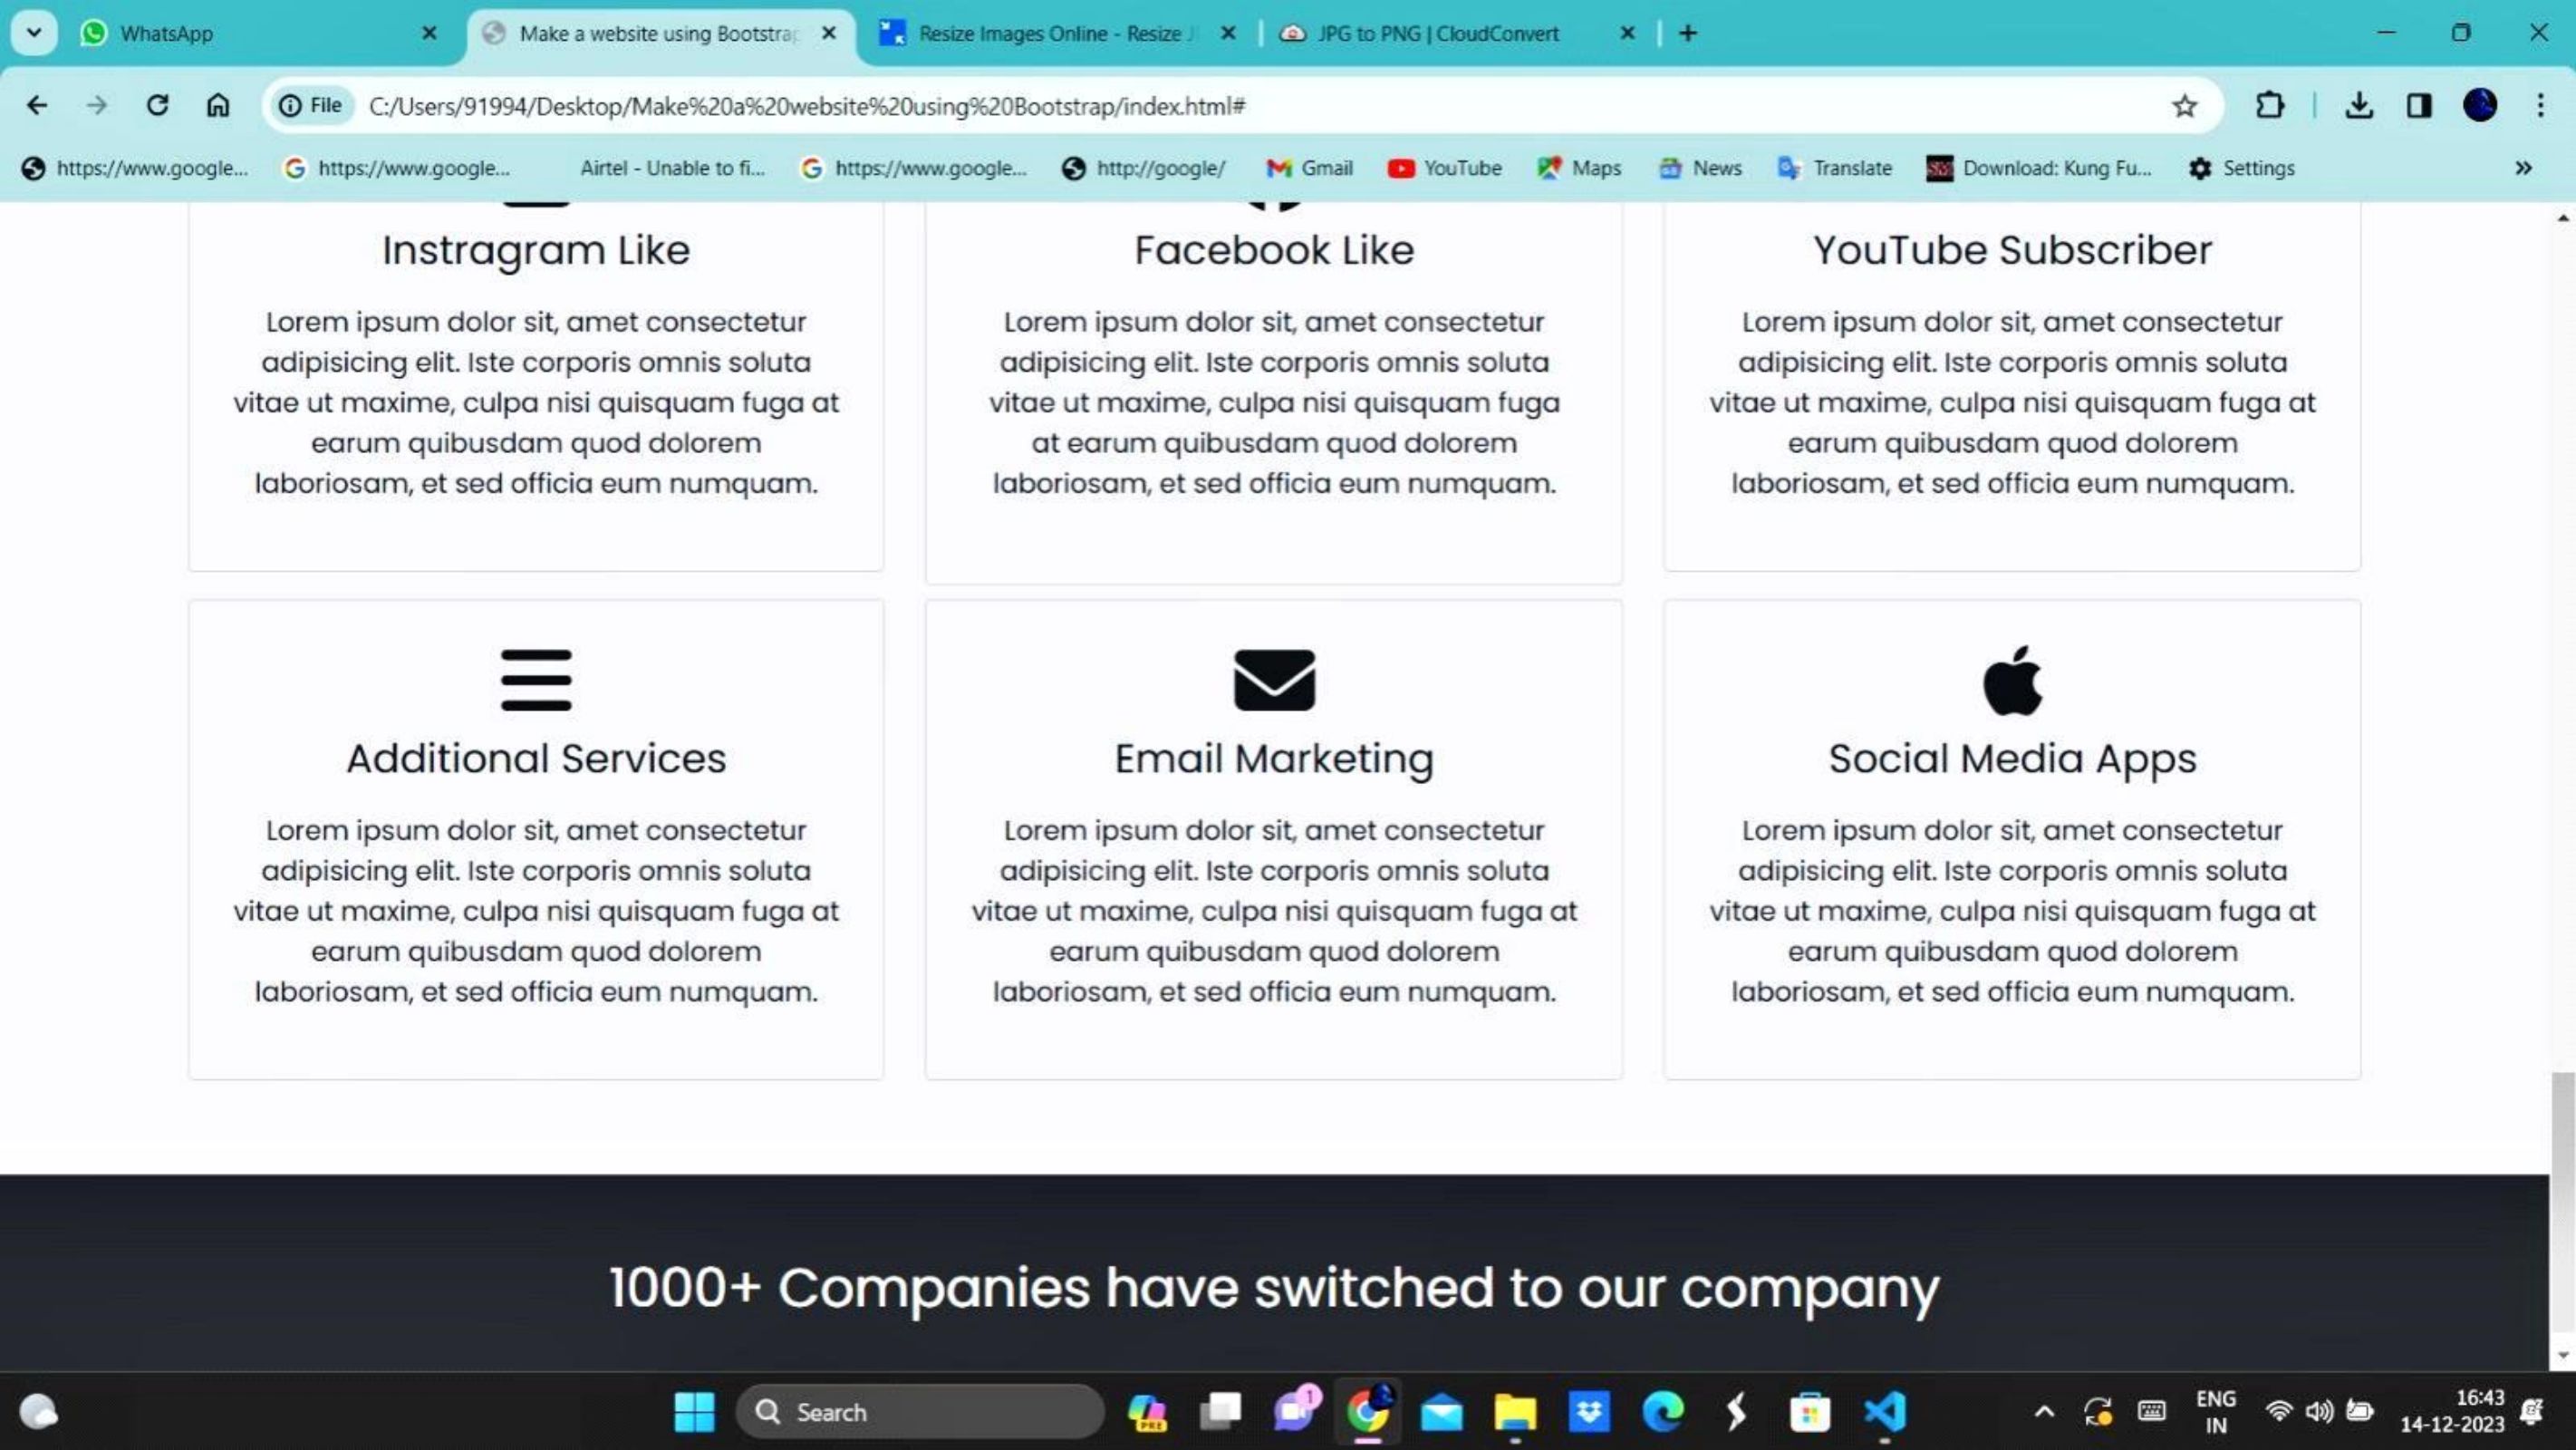 WhatsApp
Make a website using Bootstrap
Resize Images Online - Resize J
JPG to PNG | CloudConvert
File
C:/Users/91994/Desktop/Make%20a%20website%20using%20Bootstrap/index.html#
https://www.google...
https://www.google...
Airtel - Unable to fi...
https://www.google...
http://google/
Gmail
YouTube
Maps
News
Translate
Download: Kung Fu...
Settings
Instragram Like
Lorem ipsum dolor sit, amet consectetur
adipisicing elit. Iste corporis omnis soluta
vitae ut maxime, culpa nisi quisquam fuga at
earum quibusdam quod dolorem
laboriosam, et sed officia eum numquam.
Facebook Like
Lorem ipsum dolor sit, amet consectetur
adipisicing elit. Iste corporis omnis soluta
vitae ut maxime, culpa nisi quisquam fuga
at earum quibusdam quod dolorem
laboriosam, et sed officia eum numquam.
YouTube Subscriber
Lorem ipsum dolor sit, amet consectetur
adipisicing elit. Iste corporis omnis soluta
vitae ut maxime, culpa nisi quisquam fuga at
earum quibusdam quod dolorem
laboriosam, et sed officia eum numquam.
Additional Services
Lorem ipsum dolor sit, amet consectetur
adipisicing elit. Iste corporis omnis soluta
vitae ut maxime, culpa nisi quisquam fuga at
earum quibusdam quod dolorem
laboriosam, et sed officia eum numquam.
Email Marketing
Lorem ipsum dolor sit, amet consectetur
adipisicing elit. Iste corporis omnis soluta
vitae ut maxime, culpa nisi quisquam fuga at
earum quibusdam quod dolorem
laboriosam, et sed officia eum numquam.
Social Media Apps
Lorem ipsum dolor sit, amet consectetur
adipisicing elit. Iste corporis omnis soluta
vitae ut maxime, culpa nisi quisquam fuga at
earum quibusdam quod dolorem
laboriosam, et sed officia eum numquam.
1000+ Companies have switched to our company
Search
PRE
1
ENG
IN
16:43
14-12-2023